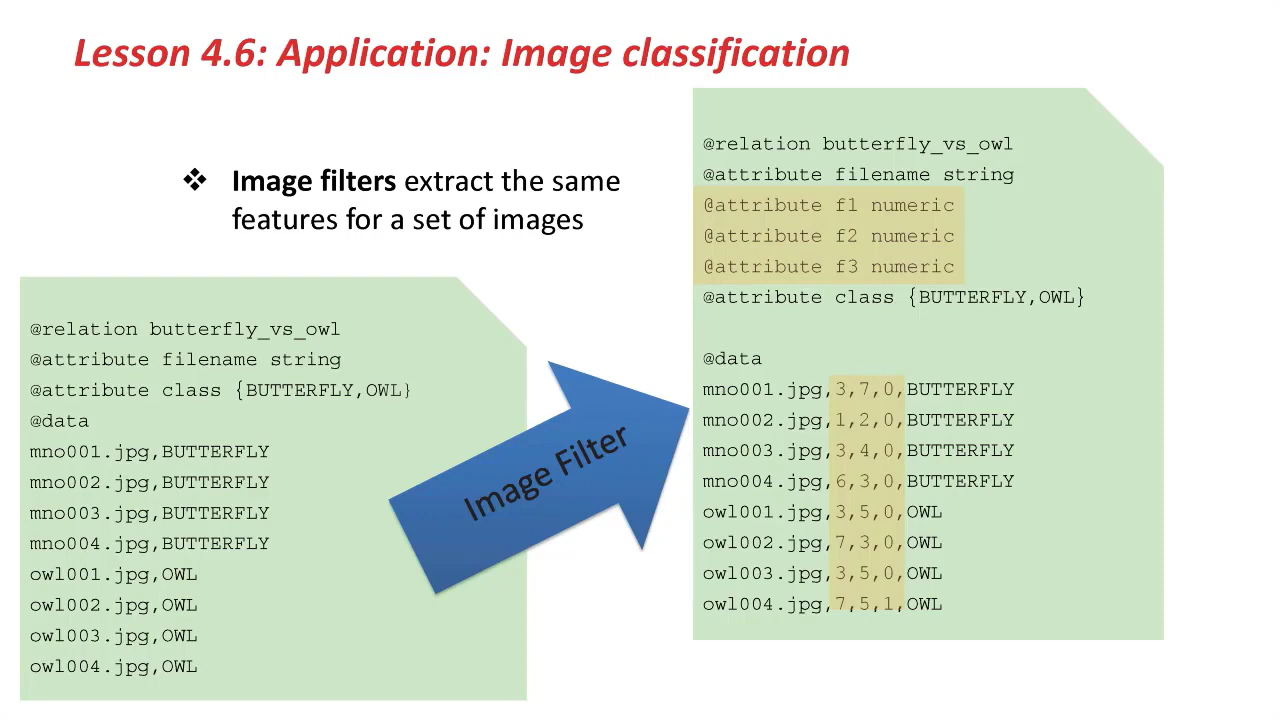 Lesson 4.6: Application: Image classification
❖ Image filters extract the same
features for a set of images
@relation butterfly_vs_owl
@attribute filename string
@attribute class {BUTTERFLY,OWL}
@data
mno001.jpg,BUTTERFLY
mno002.jpg,BUTTERFLY
mno003.jpg,BUTTERFLY
mno004.jpg,BUTTERFLY
owl001.jpg,OWL
owl002.jpg,OWL
owl003.jpg,OWL
owl004.jpg,OWL
Image Filter
@relation butterfly_vs_owl
@attribute filename string
@attribute f1 numeric
@attribute f2 numeric
@attribute f3 numeric
@attribute class {BUTTERFLY,OWL}
@data
mno001.jpg,3,7,0,BUTTERFLY
mno002.jpg,1,2,0,BUTTERFLY
mno003.jpg,3,4,0,BUTTERFLY
mno004.jpg,6,3,0,BUTTERFLY
owl001.jpg,3,5,0,OWL
owl002.jpg,7,3,0,OWL
owl003.jpg,3,5,0,OWL
owl004.jpg,7,5,1,OWL